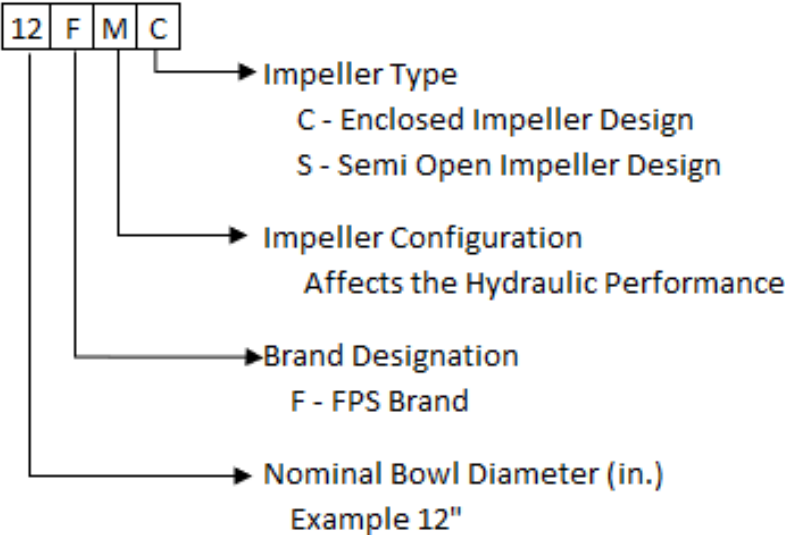 12 F M C
Impeller Type
C - Enclosed Impeller Design
S - Semi Open Impeller Design
Impeller Configuration
Affects the Hydraulic Performance
Brand Designation
F - FPS Brand
Nominal Bowl Diameter (in.)
Example 12"